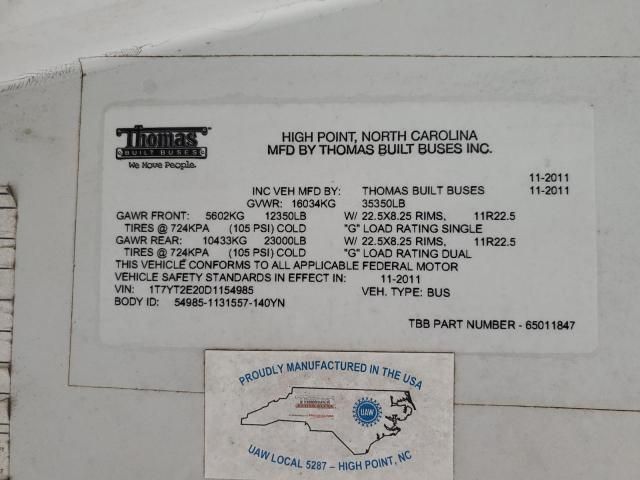 Thomas
BUILT BUSES
We Move People.
HIGH POINT, NORTH CAROLINA
MFD BY THOMAS BUILT BUSES INC.
11-2011
INC VEH MFD BY: THOMAS BUILT BUSES 11-2011
GVWR: 16034KG 35350LB
GAWR FRONT: 5602KG 12350LB W/ 22.5X8.25 RIMS, 11R22.5
TIRES @ 724KPA (105 PSI) COLD "G" LOAD RATING SINGLE
GAWR REAR: 10433KG 23000LB W/ 22.5X8.25 RIMS, 11R22.5
TIRES @ 724KPA (105 PSI) COLD "G" LOAD RATING DUAL
THIS VEHICLE CONFORMS TO ALL APPLICABLE FEDERAL MOTOR
VEHICLE SAFETY STANDARDS IN EFFECT IN: 11-2011
VIN: 1T7YT2E20D1154985 VEH. TYPE: BUS
BODY ID: 54985-1131557-140YN
TBB PART NUMBER - 65011847
PROUDLY MANUFACTURED IN THE USA
UAW
UAW LOCAL 5287 – HIGH POINT, NC